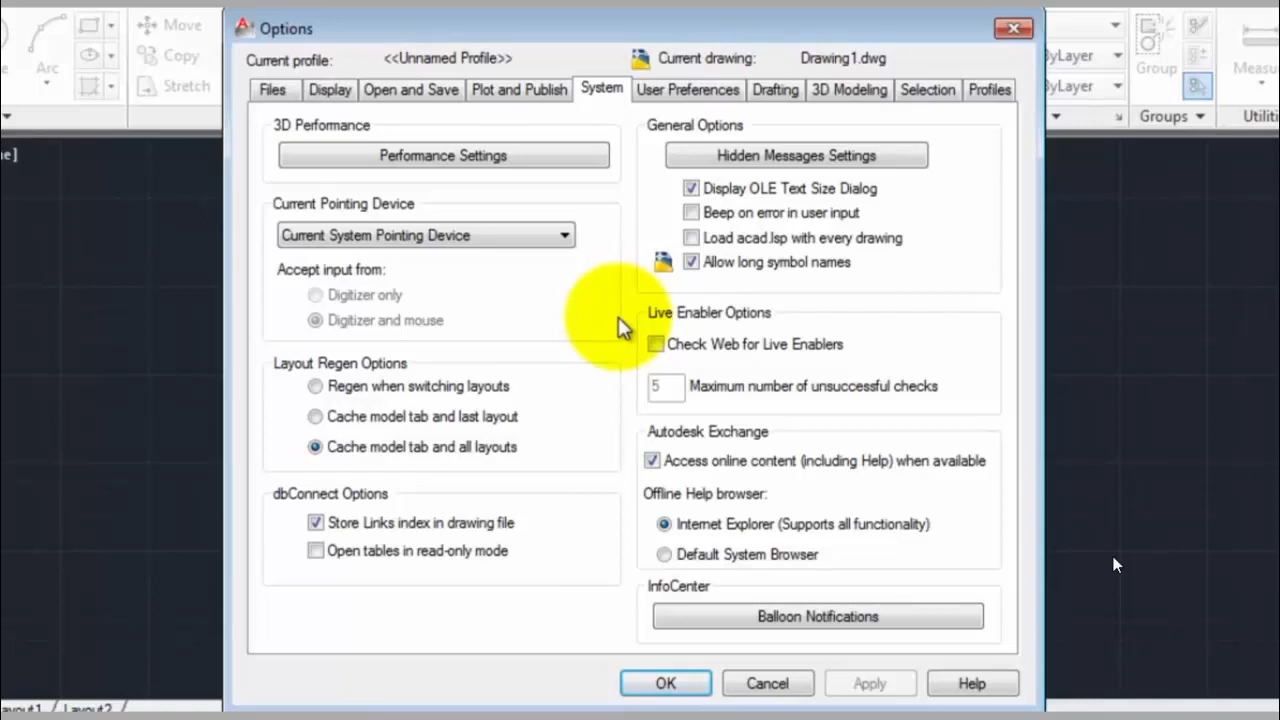 Options
Current profile: <<Unnamed Profile>> Current drawing: Drawing1.dwg
Files Display Open and Save Plot and Publish System User Preferences Drafting 3D Modeling Selection Profiles
3D Performance
Performance Settings
Current Pointing Device
Current System Pointing Device
Accept input from:
Digitizer only
Digitizer and mouse
Layout Regen Options
Regen when switching layouts
Cache model tab and last layout
Cache model tab and all layouts
dbConnect Options
Store Links index in drawing file
Open tables in read-only mode
General Options
Hidden Messages Settings
Display OLE Text Size Dialog
Beep on error in user input
Load acad.lsp with every drawing
Allow long symbol names
Live Enabler Options
Check Web for Live Enablers
5 Maximum number of unsuccessful checks
Autodesk Exchange
Access online content (including Help) when available
Offline Help browser:
Internet Explorer (Supports all functionality)
Default System Browser
InfoCenter
Balloon Notifications
OK Cancel Apply Help
Arc
Move
Copy
Stretch
ByLayer
ByLayer
Group
Groups
Layout2